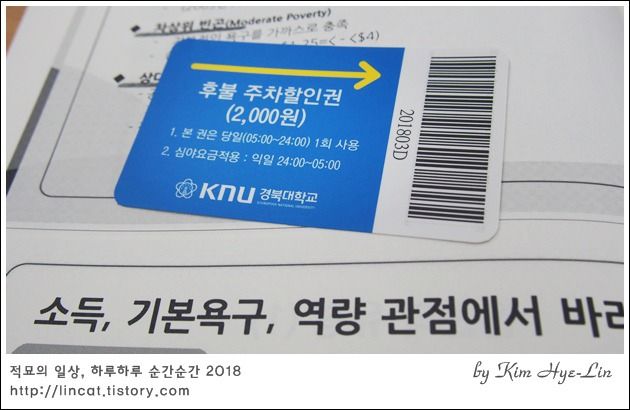 차상위 빈곤(Moderate Poverty)
후불 주차할인권
(2,000원)
1. 본 권은 당일(05:00~24:00) 1회 사용
2. 심야요금적용 : 익일 24:00~05:00
KNU 경북대학교
KYUNGPOOK NATIONAL UNIVERSITY
201803D
소득, 기본욕구, 역량 관점에서 바라
적묘의 일상, 하루하루 순간순간 2018
http://lincat.tistory.com
by Kim Hye-Lin